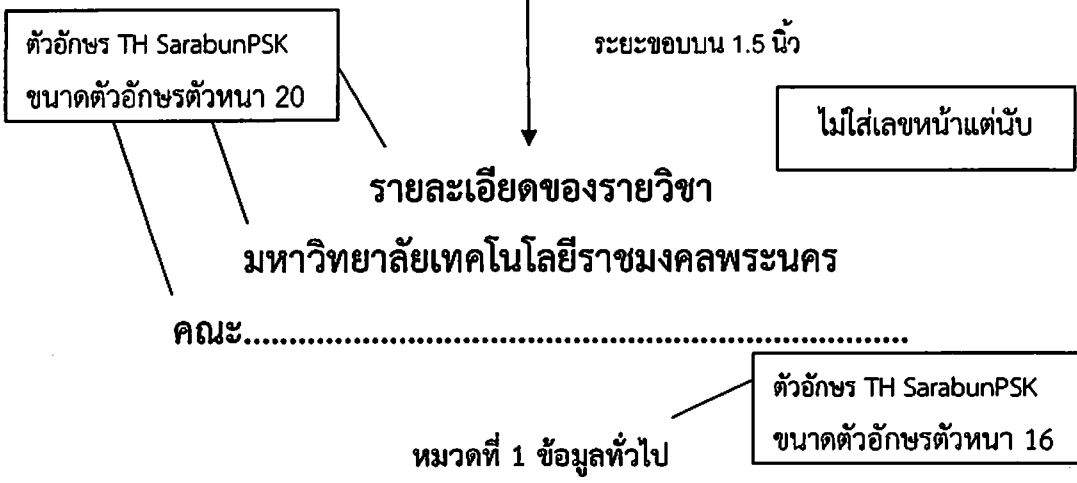 ตัวอักษร TH SarabunPSK
ขนาดตัวอักษรตัวหนา 20
ระยะขอบบน 1.5 นิ้ว
ไม่ใส่เลขหน้าแต่นับ
รายละเอียดของรายวิชา
มหาวิทยาลัยเทคโนโลยีราชมงคลพระนคร
คณะ..........................................................................
ตัวอักษร TH SarabunPSK
ขนาดตัวอักษรตัวหนา 16
หมวดที่ 1 ข้อมูลทั่วไป